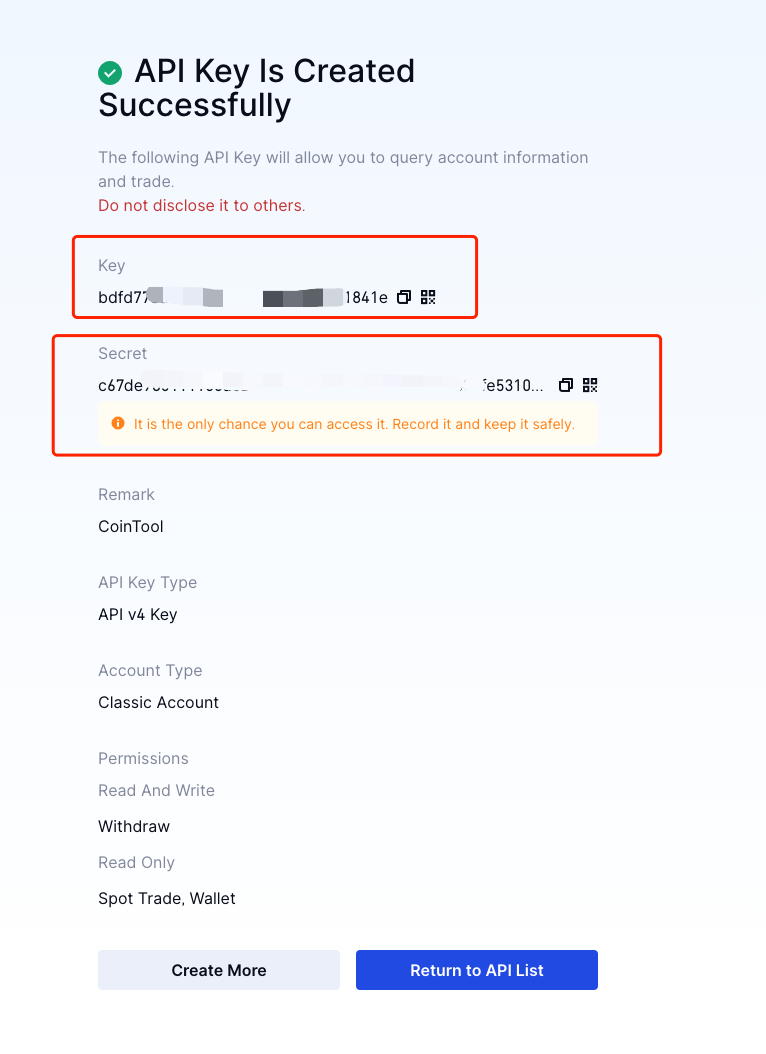 API Key Is Created
Successfully
The following API Key will allow you to query account information
and trade.
Do not disclose it to others.
Key
bdfd77 1841e
Secret
c67de fe5310...
It is the only chance you can access it. Record it and keep it safely.
Remark
CoinTool
API Key Type
API v4 Key
Account Type
Classic Account
Permissions
Read And Write
Withdraw
Read Only
Spot Trade, Wallet
Create More
Return to API List